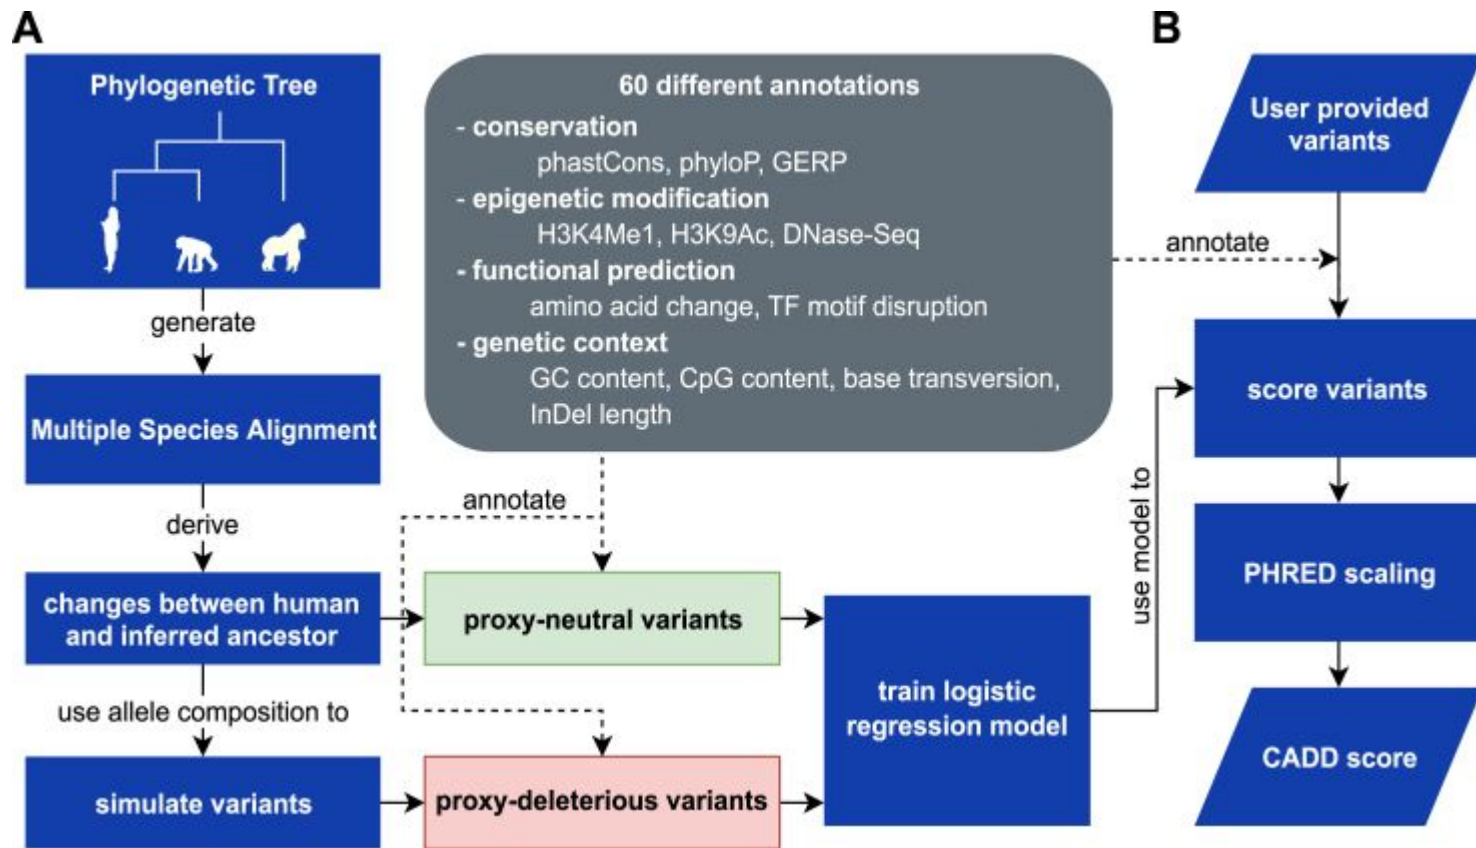 A
Phylogenetic Tree
generate
Multiple Species Alignment
derive
changes between human
and inferred ancestor
use allele composition to
simulate variants
60 different annotations
- conservation
phastCons, phyloP, GERP
- epigenetic modification
H3K4Me1, H3K9Ac, DNase-Seq
- functional prediction
amino acid change, TF motif disruption
- genetic context
GC content, CpG content, base transversion,
InDel length
annotate
proxy-neutral variants
proxy-deleterious variants
train logistic
regression model
use model to
B
User provided
variants
annotate
score variants
PHRED scaling
CADD score